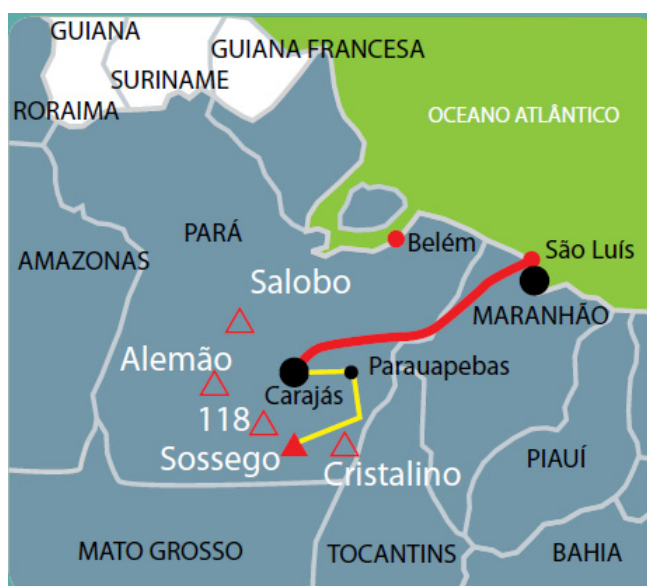 GUIANA
GUIANA FRANCESA
SURINAME
RORAIMA
OCEANO ATLÂNTICO
PARÁ
Belém
São Luís
AMAZONAS
Salobo
MARANHÃO
Alemão
Parauapebas
Carajás
118
Sossego
Cristalino
PIAUÍ
MATO GROSSO
TOCANTINS
BAHIA